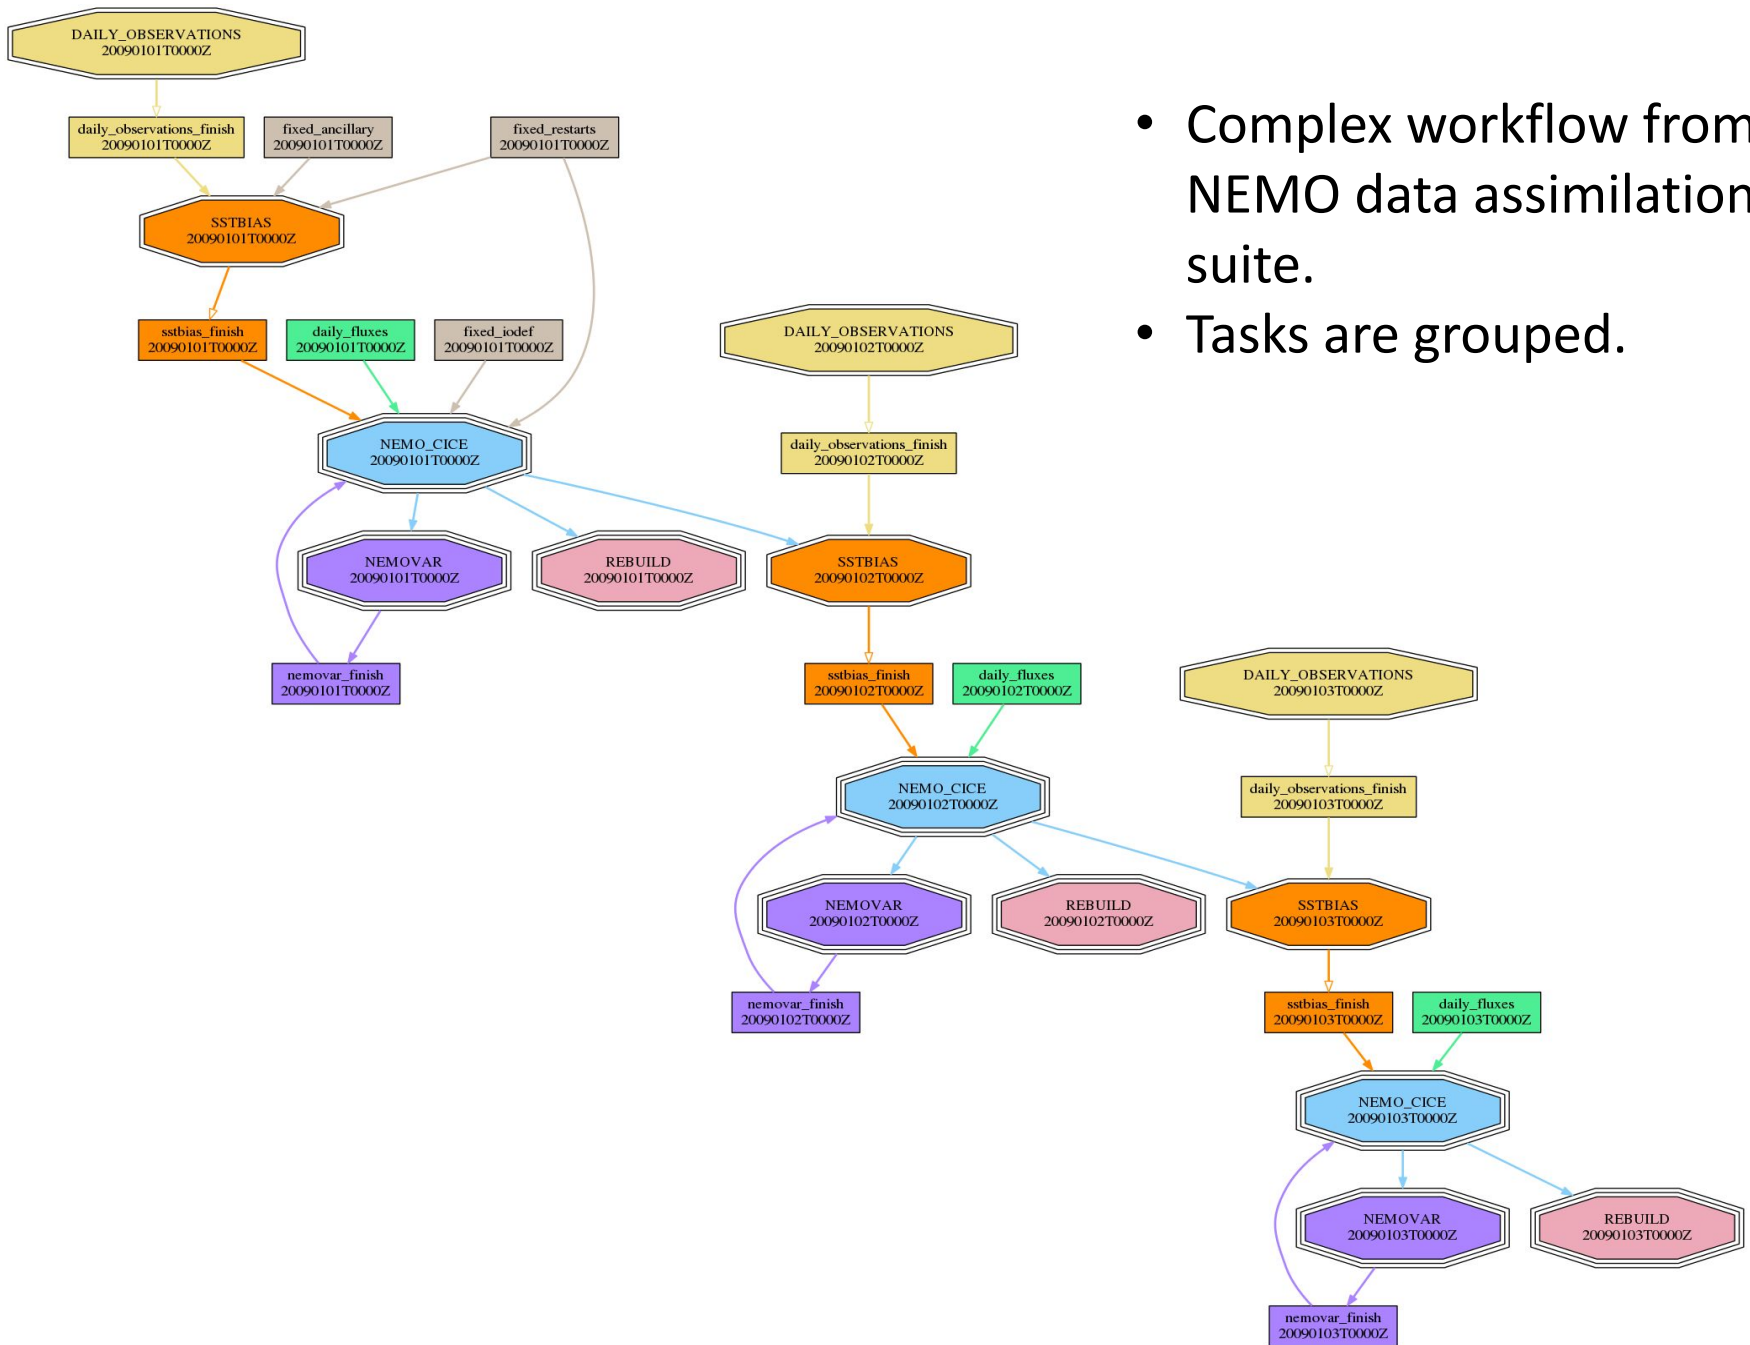 DAILY_OBSERVATIONS
20090101T0000Z
daily_observations_finish
20090101T0000Z
fixed_ancillary
20090101T0000Z
fixed_restarts
20090101T0000Z
SSTBIAS
20090101T0000Z
sstbias_finish
20090101T0000Z
daily_fluxes
20090101T0000Z
fixed_iodef
20090101T0000Z
NEMO_CICE
20090101T0000Z
NEMOVAR
20090101T0000Z
REBUILD
20090101T0000Z
nemovar_finish
20090101T0000Z
• Complex workflow from
NEMO data assimilation
suite.
• Tasks are grouped.
DAILY_OBSERVATIONS
20090102T0000Z
daily_observations_finish
20090102T0000Z
SSTBIAS
20090102T0000Z
sstbias_finish
20090102T0000Z
daily_fluxes
20090102T0000Z
NEMO_CICE
20090102T0000Z
NEMOVAR
20090102T0000Z
REBUILD
20090102T0000Z
nemovar_finish
20090102T0000Z
DAILY_OBSERVATIONS
20090103T0000Z
daily_observations_finish
20090103T0000Z
SSTBIAS
20090103T0000Z
sstbias_finish
20090103T0000Z
daily_fluxes
20090103T0000Z
NEMO_CICE
20090103T0000Z
NEMOVAR
20090103T0000Z
REBUILD
20090103T0000Z
nemovar_finish
20090103T0000Z